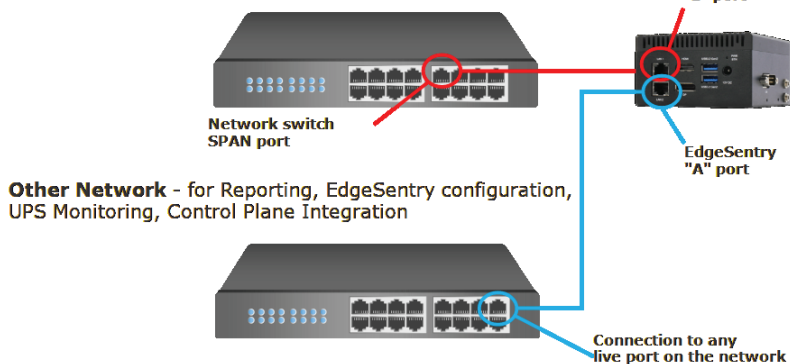 Network switch
SPAN port
EdgeSentry
"A" port
Other Network - for Reporting, EdgeSentry configuration,
UPS Monitoring, Control Plane Integration
Connection to any
live port on the network